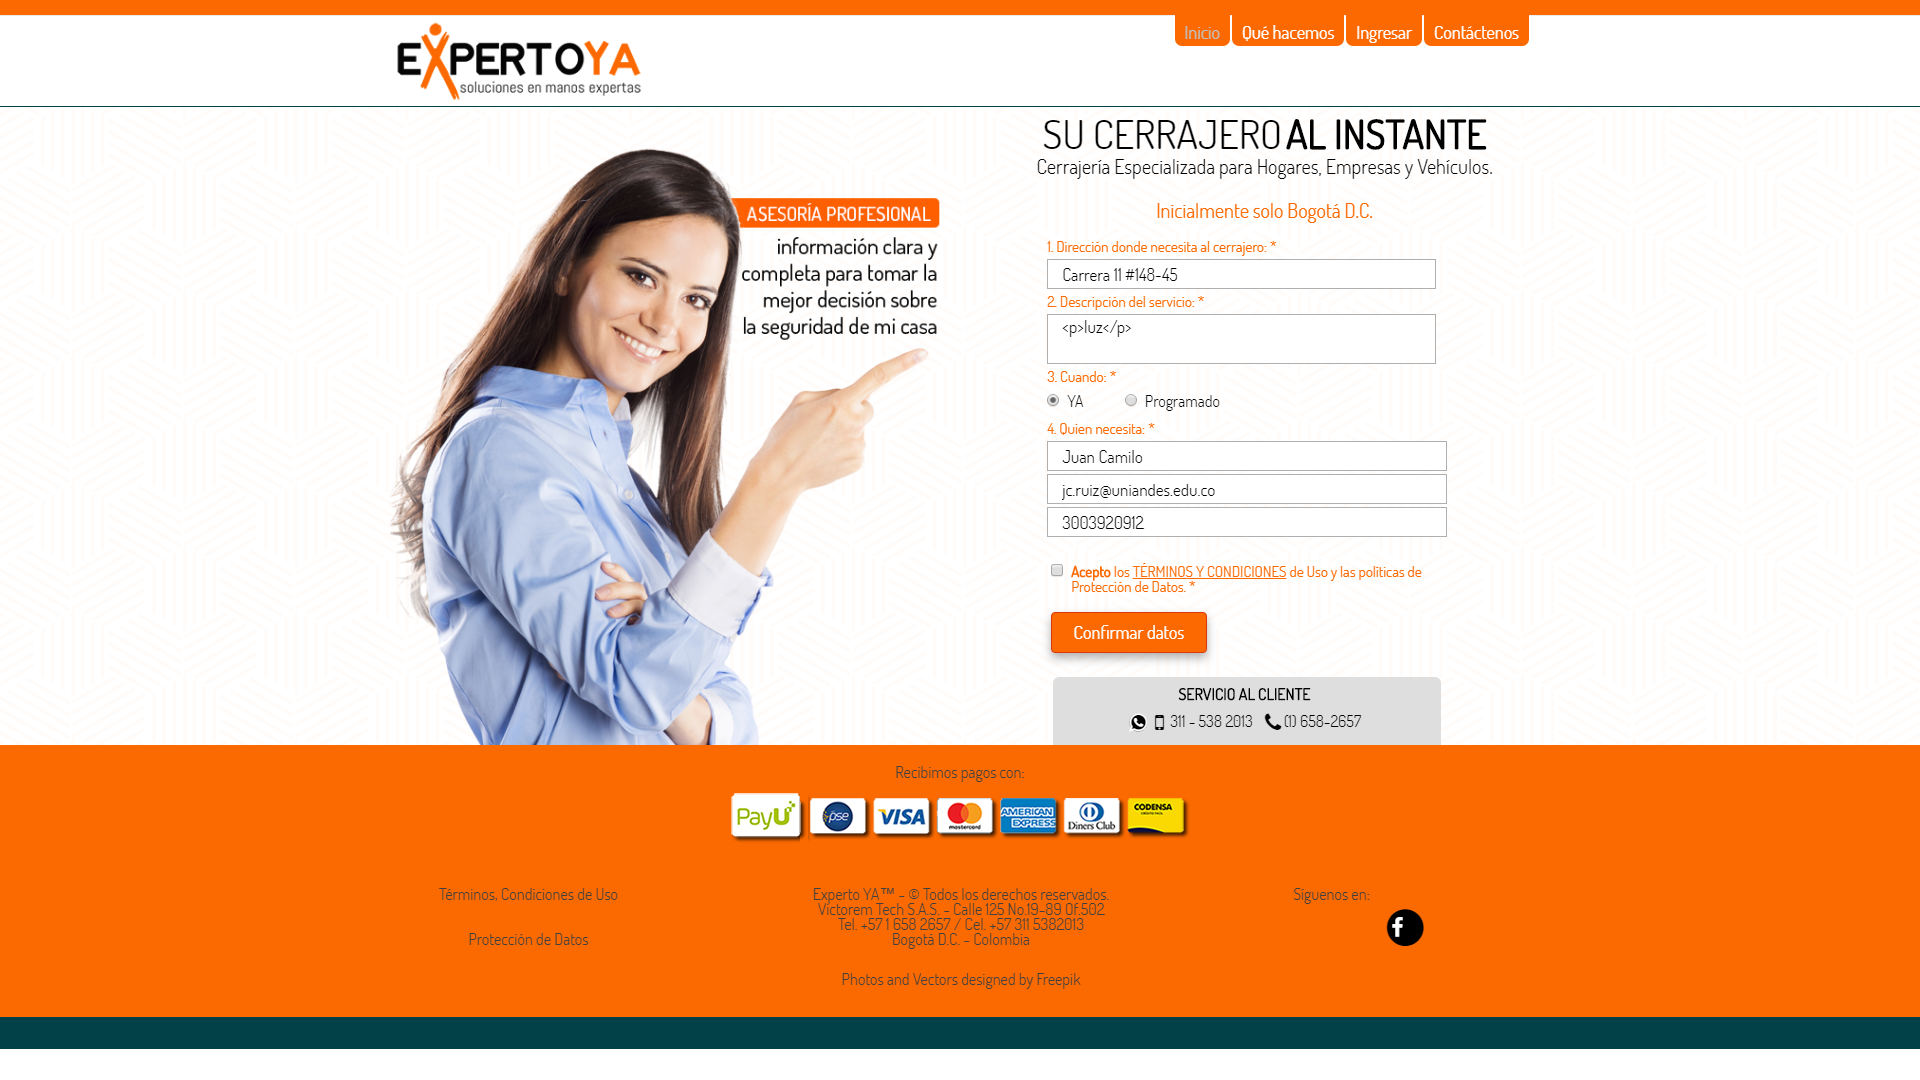 Inicio
Qué hacemos
Ingresar
Contáctenos
EXPERTOYA
soluciones en manos expertas
SU CERRAJERO AL INSTANTE
Cerrajería Especializada para Hogares, Empresas y Vehículos.
ASESORÍA PROFESIONAL
información clara y
completa para tomar la
mejor decisión sobre
la seguridad de mi casa
Inicialmente solo Bogotá D.C.
1. Dirección donde necesita al cerrajero: *
Carrera 11 #148-45
2. Descripción del servicio: *
<p>luz</p>
3. Cuando: *
YA
Programado
4. Quien necesita: *
Juan Camilo
jc.ruiz@uniandes.edu.co
3003920912
Acepto los TÉRMINOS Y CONDICIONES de Uso y las políticas de
Protección de Datos. *
Confirmar datos
SERVICIO AL CLIENTE
311 - 538 2013 (1) 658-2657
Recibimos pagos con:
PayU
pse
VISA
mastercard
AMERICAN EXPRESS
Diners Club
CODENSA
Términos, Condiciones de Uso
Protección de Datos
Experto YA™ - © Todos los derechos reservados.
Victorem Tech S.A.S. - Calle 125 No.19-89 Of.502
Tel. +57 1 658 2657 / Cel. +57 311 5382013
Bogotá D.C. - Colombia
Photos and Vectors designed by Freepik
Síguenos en: